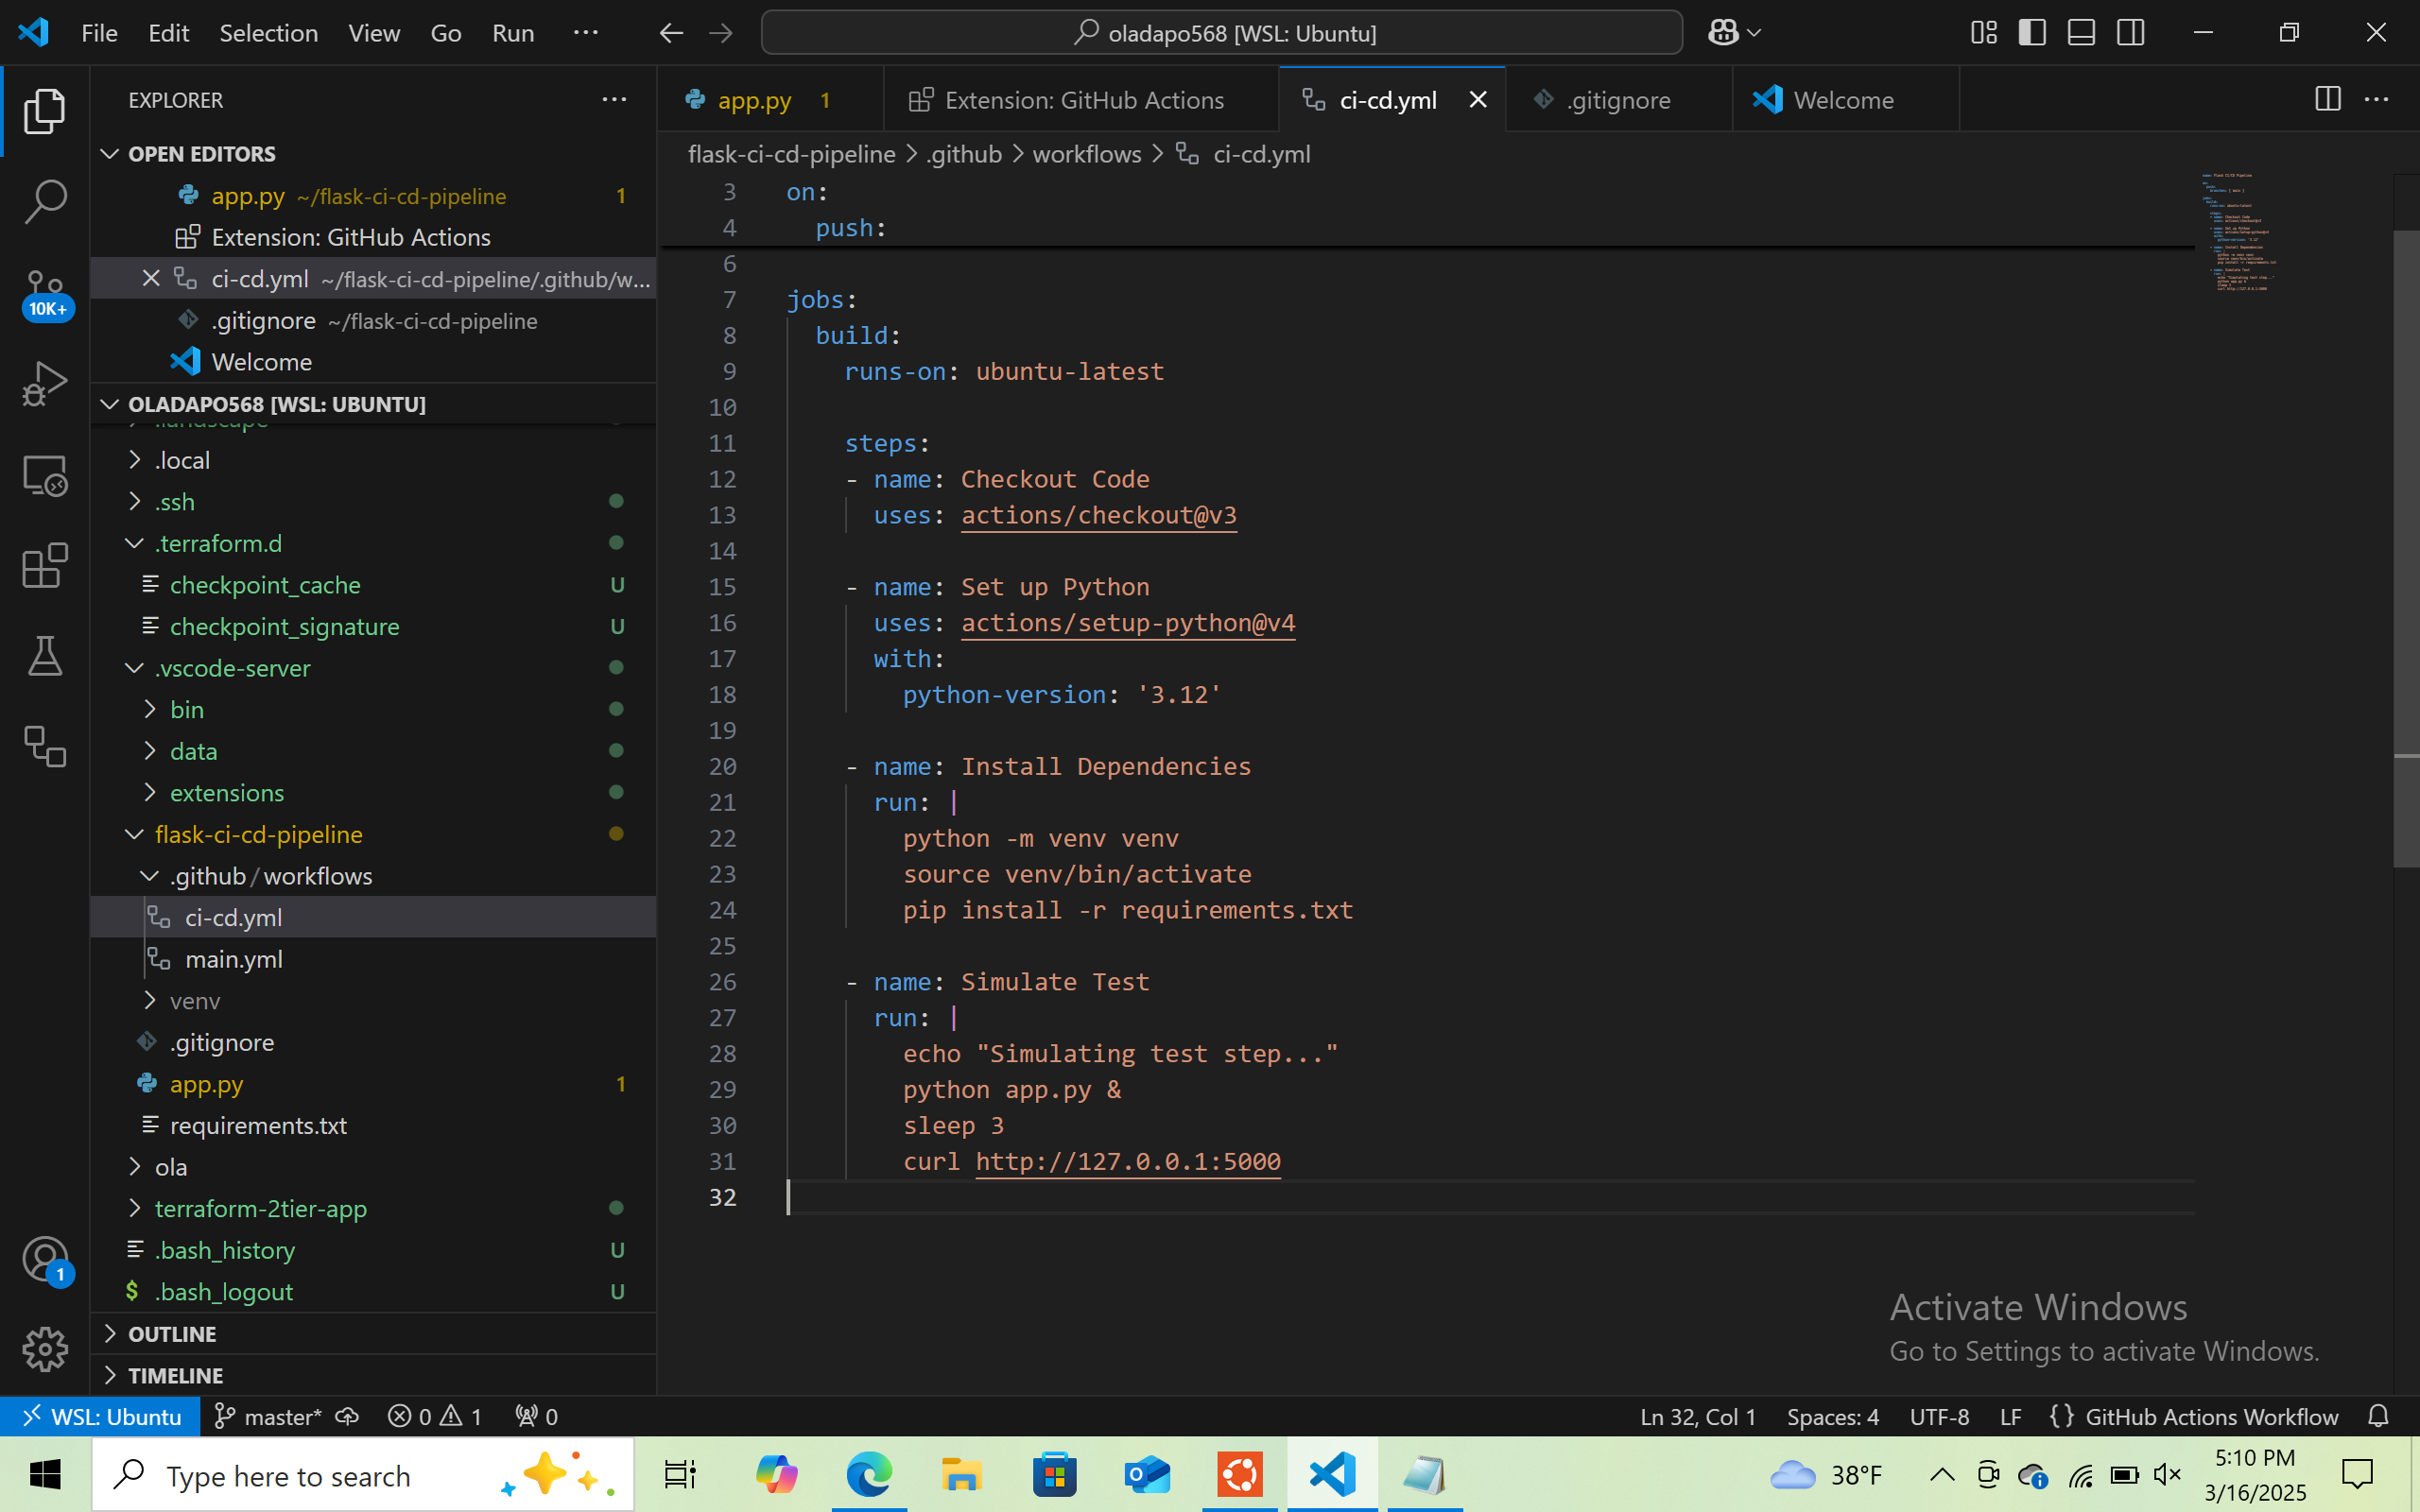 File Edit Selection View Go Run ··· oladapo568 [WSL: Ubuntu]
EXPLORER ···
OPEN EDITORS
app.py ~/flask-ci-cd-pipeline 1
Extension: GitHub Actions
ci-cd.yml ~/flask-ci-cd-pipeline/.github/w...
.gitignore ~/flask-ci-cd-pipeline
Welcome
OLADAPO568 [WSL: UBUNTU]
.landscape
.local
.ssh
.terraform.d
checkpoint_cache U
checkpoint_signature U
.vscode-server
bin
data
extensions
flask-ci-cd-pipeline
.github/workflows
ci-cd.yml
main.yml
venv
.gitignore
app.py 1
requirements.txt
ola
terraform-2tier-app
.bash_history U
$ .bash_logout U
OUTLINE
TIMELINE
10K+
1
app.py 1 Extension: GitHub Actions ci-cd.yml .gitignore Welcome
flask-ci-cd-pipeline > .github > workflows > ci-cd.yml
3 on:
4 push:
6
7 jobs:
8 build:
9 runs-on: ubuntu-latest
10
11 steps:
12 - name: Checkout Code
13 uses: actions/checkout@v3
14
15 - name: Set up Python
16 uses: actions/setup-python@v4
17 with:
18 python-version: '3.12'
19
20 - name: Install Dependencies
21 run: |
22 python -m venv venv
23 source venv/bin/activate
24 pip install -r requirements.txt
25
26 - name: Simulate Test
27 run: |
28 echo "Simulating test step..."
29 python app.py &
30 sleep 3
31 curl http://127.0.0.1:5000
32
Activate Windows
Go to Settings to activate Windows.
WSL: Ubuntu master* 0 1 0 Ln 32, Col 1 Spaces: 4 UTF-8 LF {} GitHub Actions Workflow
Type here to search 38°F 5:10 PM
3/16/2025